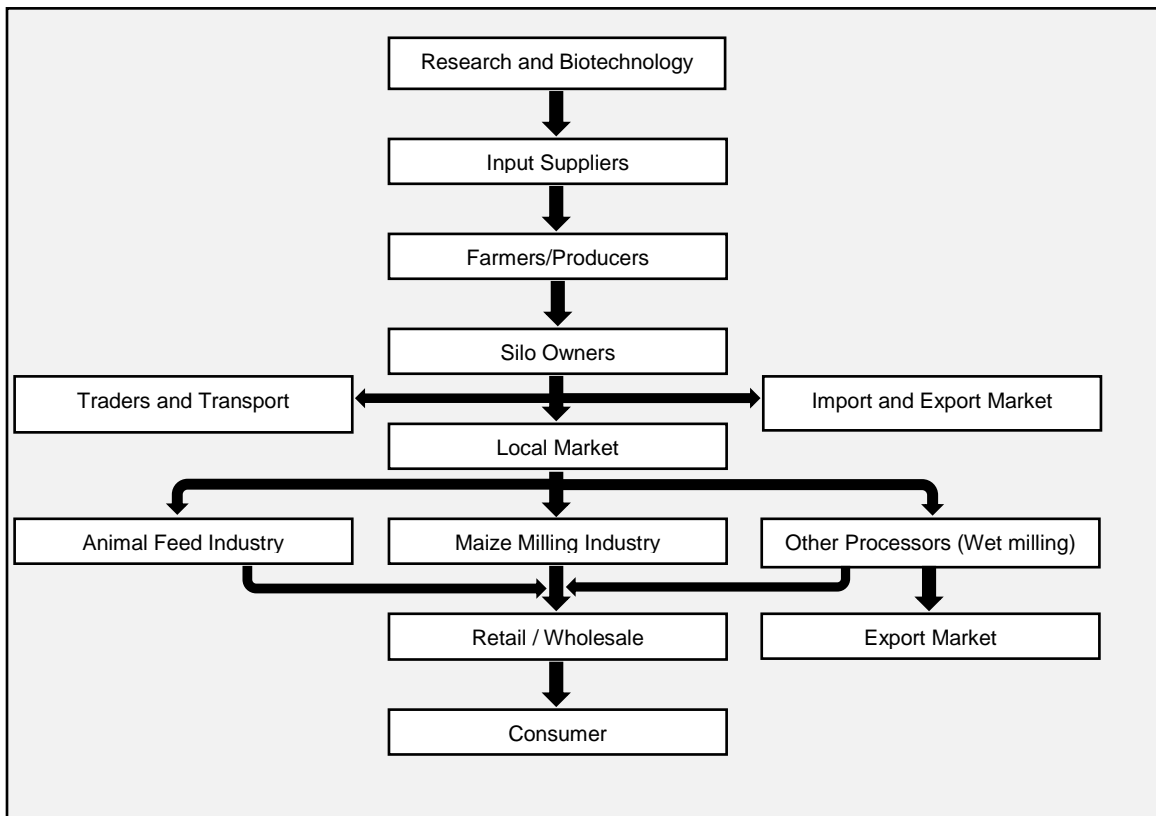 Research and Biotechnology
Input Suppliers
Farmers/Producers
Silo Owners
Traders and Transport
Import and Export Market
Local Market
Animal Feed Industry
Maize Milling Industry
Other Processors (Wet milling)
Retail / Wholesale
Export Market
Consumer